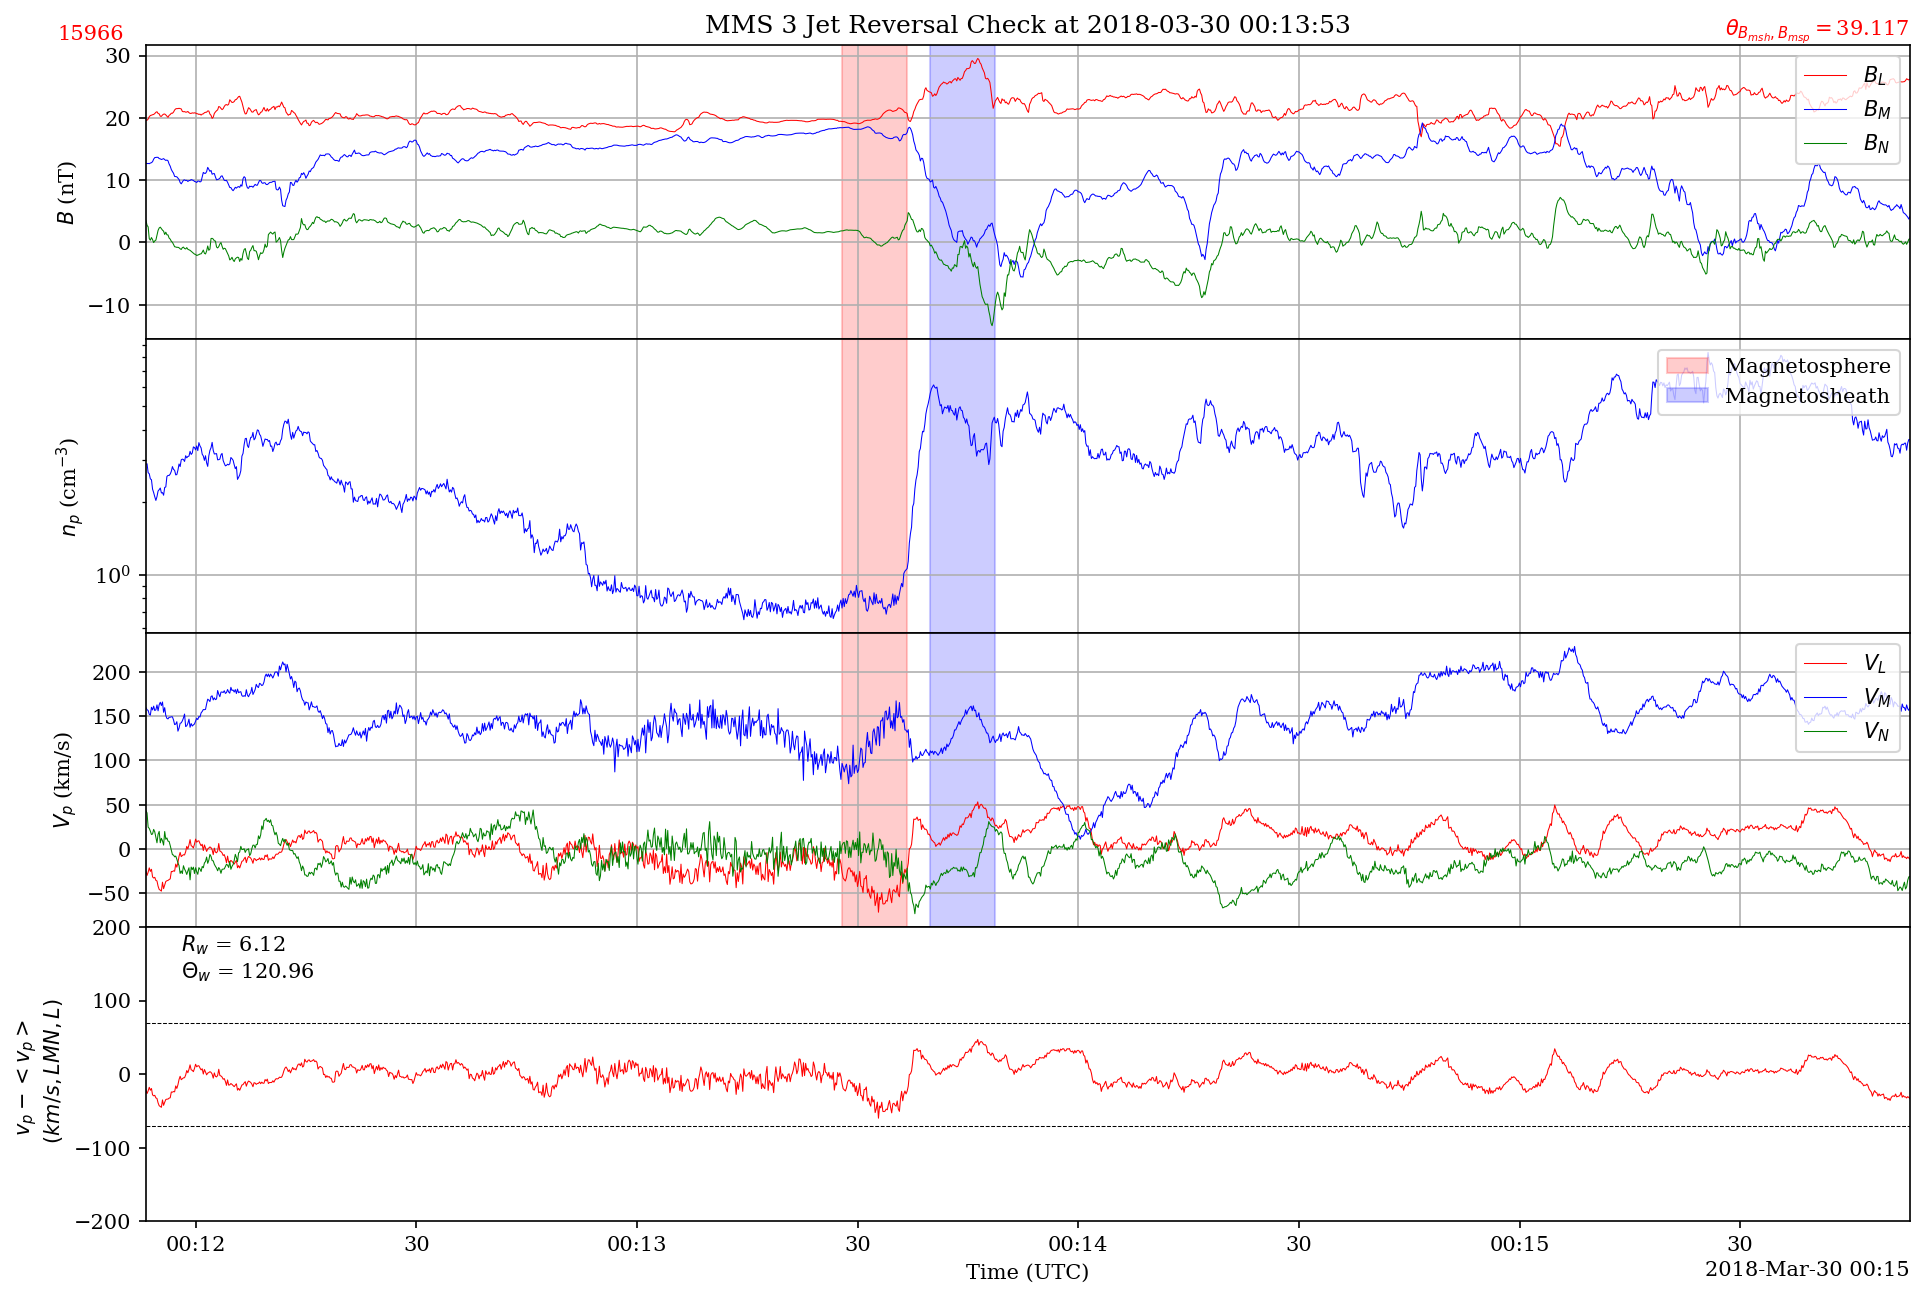 15966
MMS 3 Jet Reversal Check at 2018-03-30 00:13:53
θ_{B_{msh}, B_{msp}} = 39.117
30
20
10
0
−10
B (nT)
B_L
B_M
B_N
10^0
n_p (cm^{-3})
Magnetosphere
Magnetosheath
200
150
100
50
0
−50
V_p (km/s)
V_L
V_M
V_N
200
100
0
−100
−200
v_p − < v_p >
(km/s, LMN, L)
R_w = 6.12
Θ_w = 120.96
00:12 30 00:13 30 00:14 30 00:15 30
Time (UTC)
2018-Mar-30 00:15